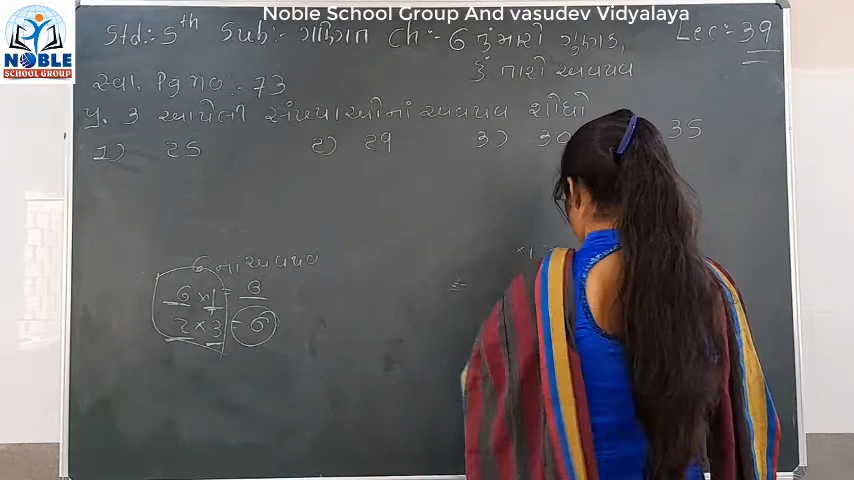 Noble School Group And vasudev Vidyalaya
NOBLE
SCHOOL GROUP
Std:- 5th Sub:- ગણિત Ch:- 6 હું મારો ગુણક, Lec:- 39
હું તારો અવયવ
સ્વા. Pg no:- 73
પ્ર. 3 આપેલી સંખ્યાઓનાં અવયવ શોધો
1) 25 2) 29 3) 30 35
6 નાં અવયવ
6 × 1 = 6
2 × 3 = 6
=